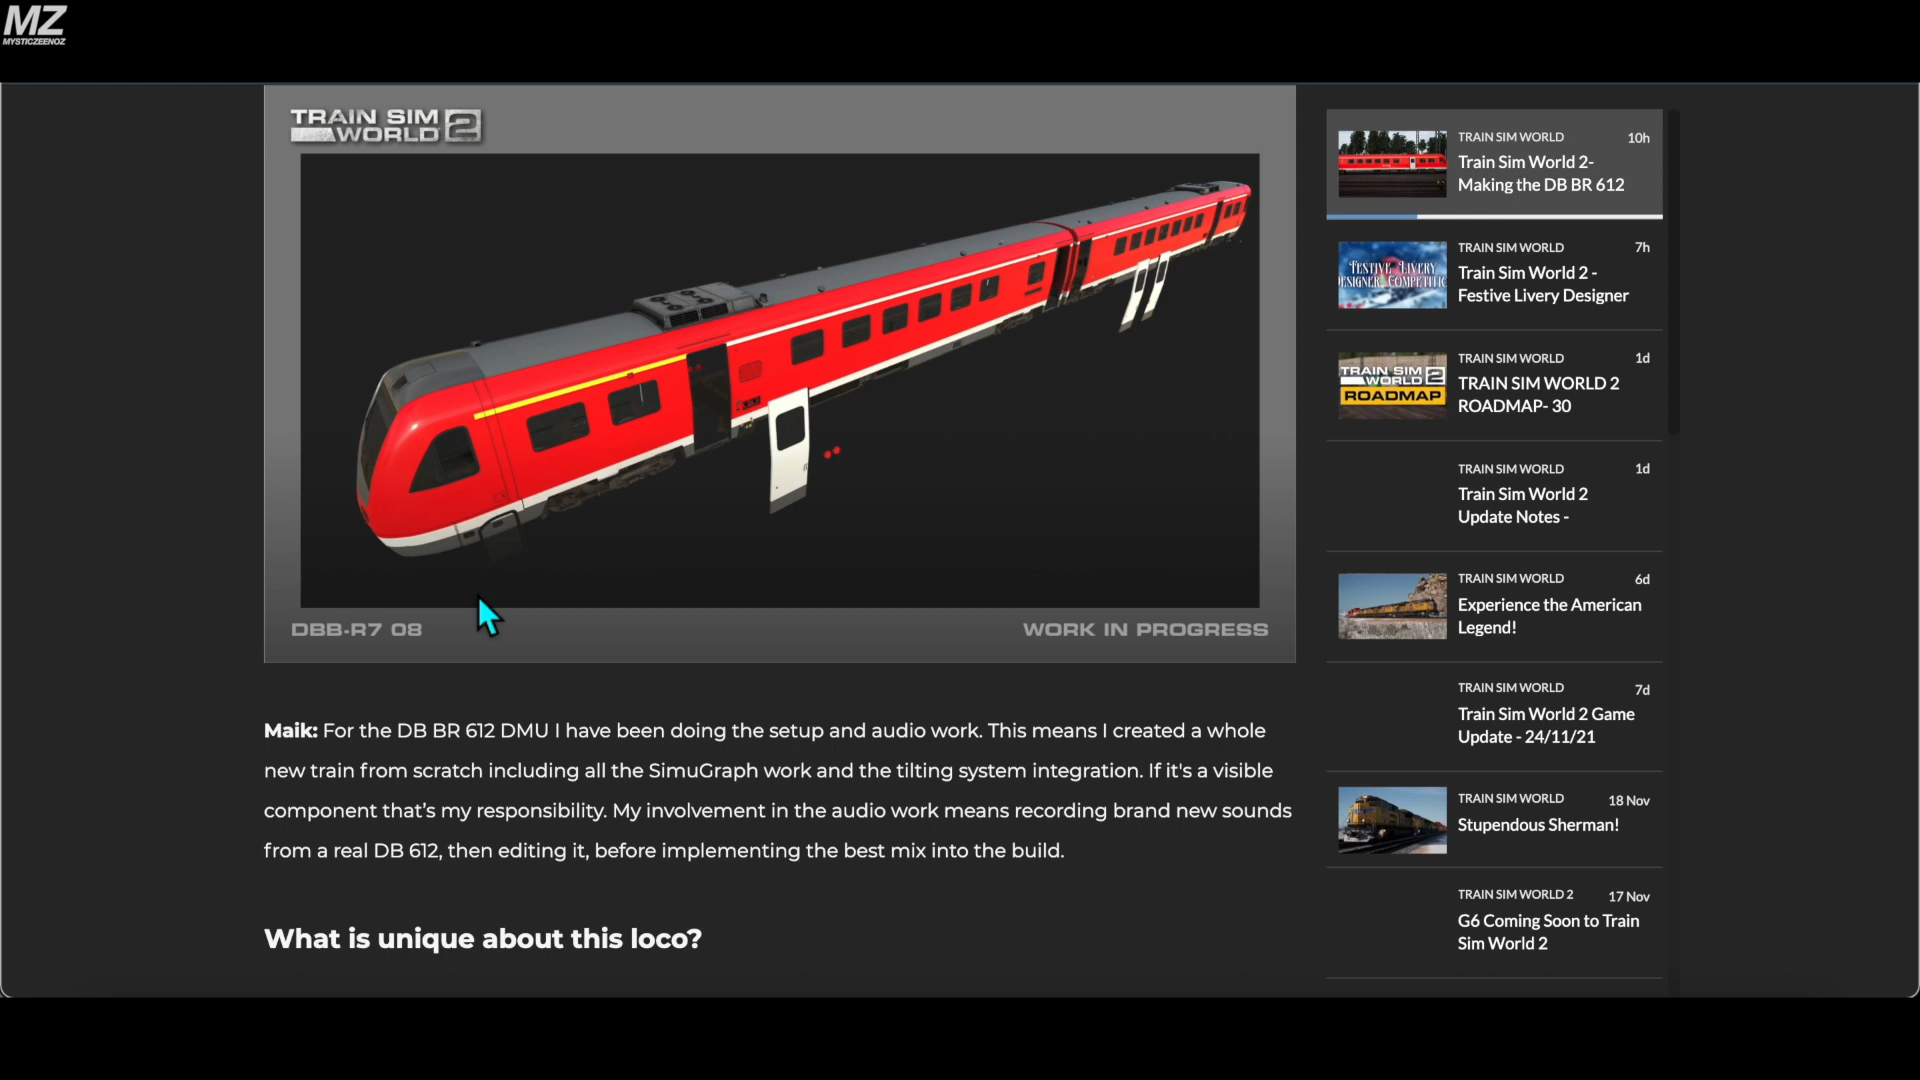 MZ
MYSTICZEENOZ
TRAIN SIM
WORLD 2
DBB-R7 08
WORK IN PROGRESS
Maik: For the DB BR 612 DMU I have been doing the setup and audio work. This means I created a whole
new train from scratch including all the SimuGraph work and the tilting system integration. If it's a visible
component that’s my responsibility. My involvement in the audio work means recording brand new sounds
from a real DB 612, then editing it, before implementing the best mix into the build.
What is unique about this loco?
TRAIN SIM WORLD 10h
Train Sim World 2-
Making the DB BR 612
FESTIVE LIVERY
DESIGNER COMPETITIO
TRAIN SIM WORLD 7h
Train Sim World 2 -
Festive Livery Designer
TRAIN SIM
WORLD 2
ROADMAP
TRAIN SIM WORLD 1d
TRAIN SIM WORLD 2
ROADMAP- 30
TRAIN SIM WORLD 1d
Train Sim World 2
Update Notes -
TRAIN SIM WORLD 6d
Experience the American
Legend!
TRAIN SIM WORLD 7d
Train Sim World 2 Game
Update - 24/11/21
TRAIN SIM WORLD 18 Nov
Stupendous Sherman!
TRAIN SIM WORLD 2 17 Nov
G6 Coming Soon to Train
Sim World 2